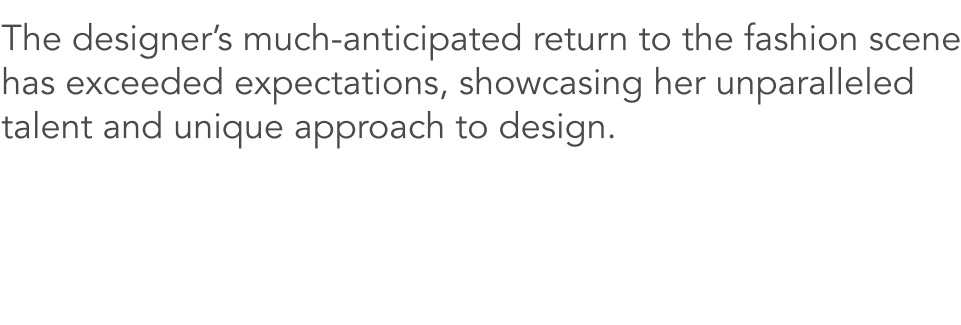 The designer’s much-anticipated return to the fashion scene
has exceeded expectations, showcasing her unparalleled
talent and unique approach to design.